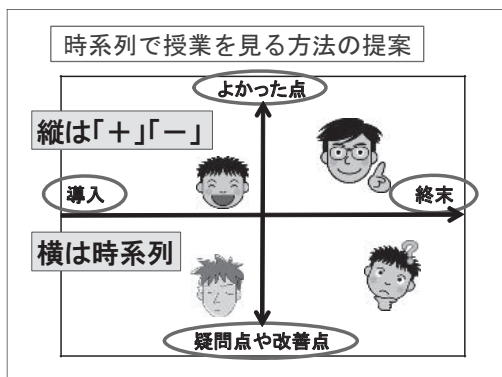 時系列で授業を見る方法の提案
よかった点
縦は「＋」「－」
導入
終末
横は時系列
?
疑問点や改善点